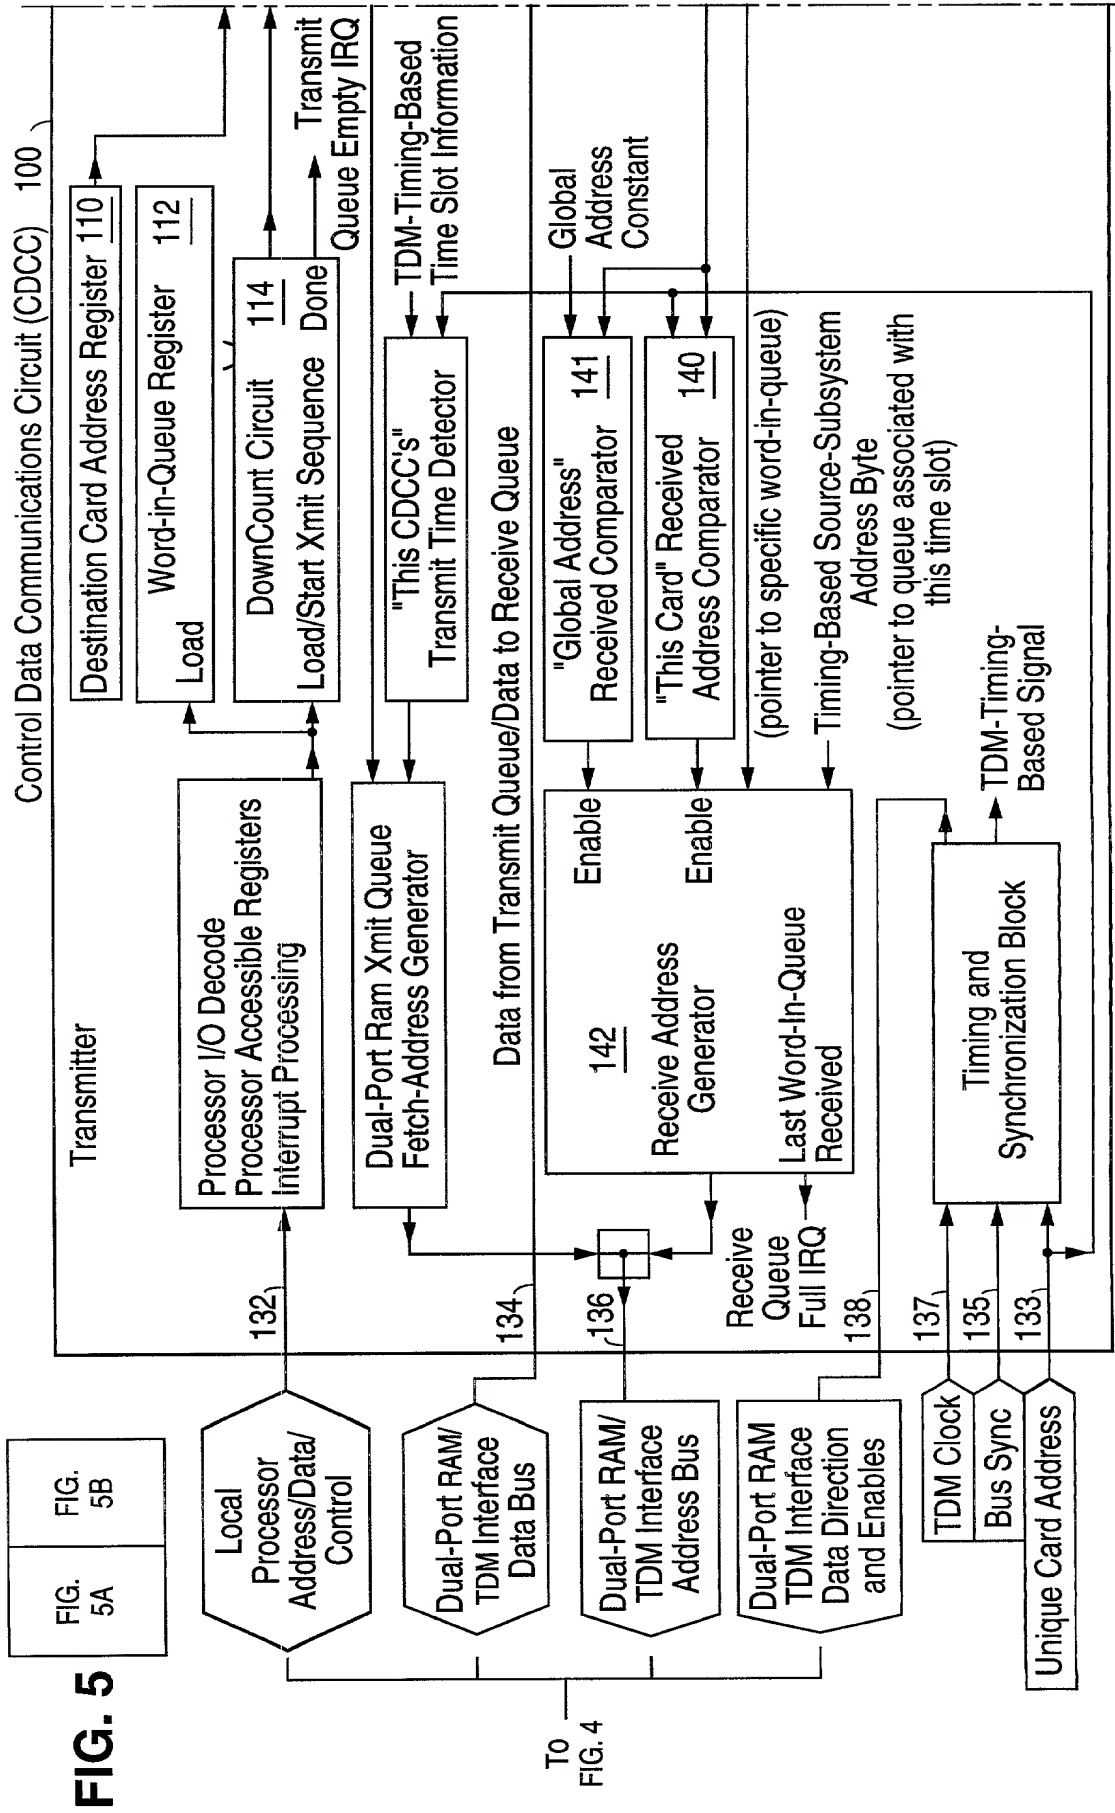 FIG. 5
FIG.
5A
FIG.
5B
Control Data Communications Circuit (CDCC)
100
To
FIG. 4
Local
Processor
Address/Data/
Control
132
Dual-Port RAM/
TDM Interface
Data Bus
134
Dual-Port RAM/
TDM Interface
Address Bus
136
Dual-Port RAM
TDM Interface
Data Direction
and Enables
138
TDM Clock
137
Bus Sync
135
Unique Card Address
133
Transmitter
Processor I/O Decode
Processor Accessible Registers
Interrupt Processing
Destination Card Address Register
110
Word-in-Queue Register
112
Load
DownCount Circuit
114
Load/Start Xmit Sequence
Done
Transmit
Queue Empty IRQ
Dual-Port Ram Xmit Queue
Fetch-Address Generator
"This CDCC's"
Transmit Time Detector
TDM-Timing-Based
Time Slot Information
Data from Transmit Queue/Data to Receive Queue
142
Receive Address
Generator
Enable
Enable
Last Word-In-Queue
Received
Receive
Queue
Full IRQ
"Global Address"
Received Comparator
141
Global
Address
Constant
"This Card" Received
Address Comparator
140
(pointer to specific word-in-queue)
Timing-Based Source-Subsystem
Address Byte
(pointer to queue associated with
this time slot)
Timing and
Synchronization Block
TDM-Timing-
Based Signal